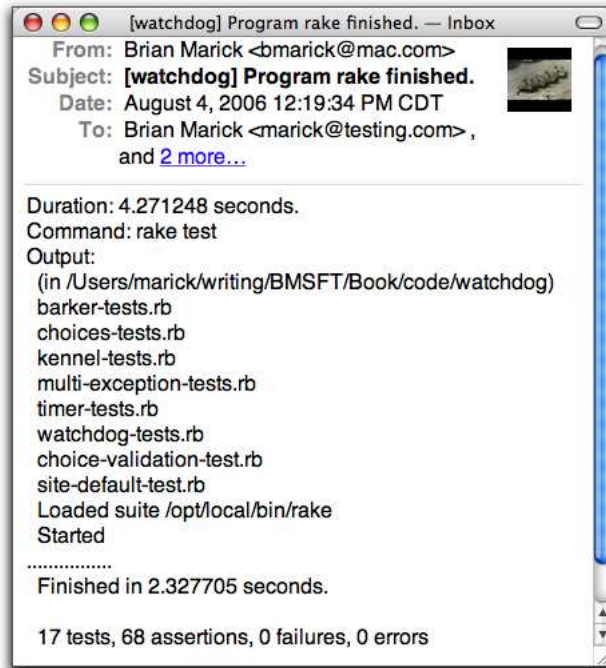 [watchdog] Program rake finished. — Inbox
From: Brian Marick <bmarick@mac.com>
Subject: [watchdog] Program rake finished.
Date: August 4, 2006 12:19:34 PM CDT
To: Brian Marick <marick@testing.com> ,
and 2 more...
Duration: 4.271248 seconds.
Command: rake test
Output:
(in /Users/marick/writing/BMSFT/Book/code/watchdog)
barker-tests.rb
choices-tests.rb
kennel-tests.rb
multi-exception-tests.rb
timer-tests.rb
watchdog-tests.rb
choice-validation-test.rb
site-default-test.rb
Loaded suite /opt/local/bin/rake
Started
.................
Finished in 2.327705 seconds.
17 tests, 68 assertions, 0 failures, 0 errors